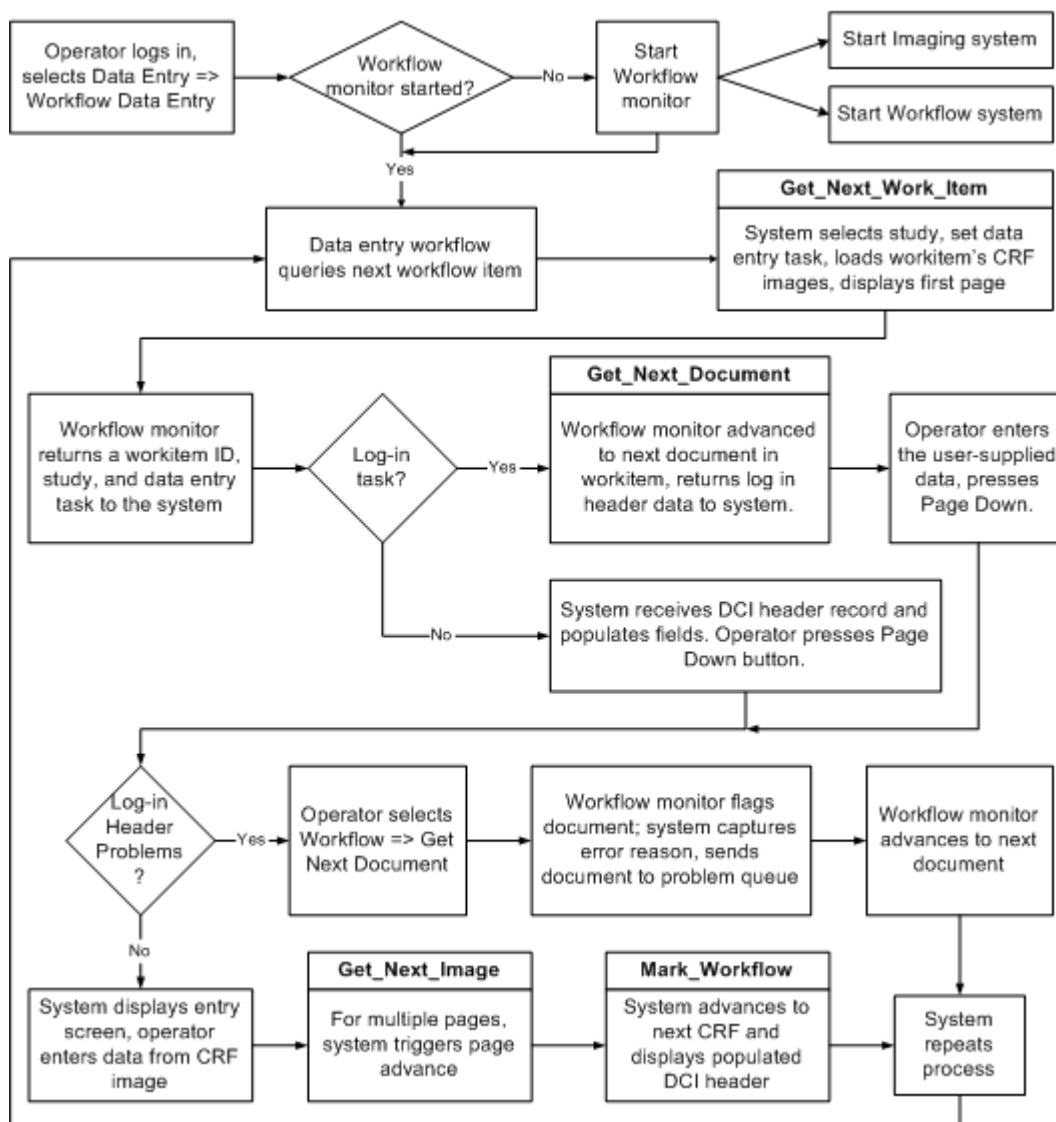 Operator logs in,
selects Data Entry =>
Workflow Data Entry
Workflow
monitor started?
No
Start
Workflow
monitor
Start Imaging system
Start Workflow system
Yes
Data entry workflow
queries next workflow item
Get_Next_Work_Item
System selects study, set data
entry task, loads workitem's CRF
images, displays first page
Workflow monitor
returns a workitem ID,
study, and data entry
task to the system
Log-in
task?
Yes
Get_Next_Document
Workflow monitor advanced
to next document in
workitem, returns log in
header data to system.
Operator enters
the user-supplied
data, presses
Page Down.
No
System receives DCI header record and
populates fields. Operator presses Page
Down button.
Log-in
Header
Problems
?
Yes
Operator selects
Workflow => Get
Next Document
Workflow monitor flags
document; system captures
error reason, sends
document to problem queue
Workflow monitor
advances to next
document
No
System displays entry
screen, operator
enters data from CRF
image
Get_Next_Image
For multiple pages,
system triggers page
advance
Mark_Workflow
System advances to
next CRF and
displays populated
DCI header
System
repeats
process